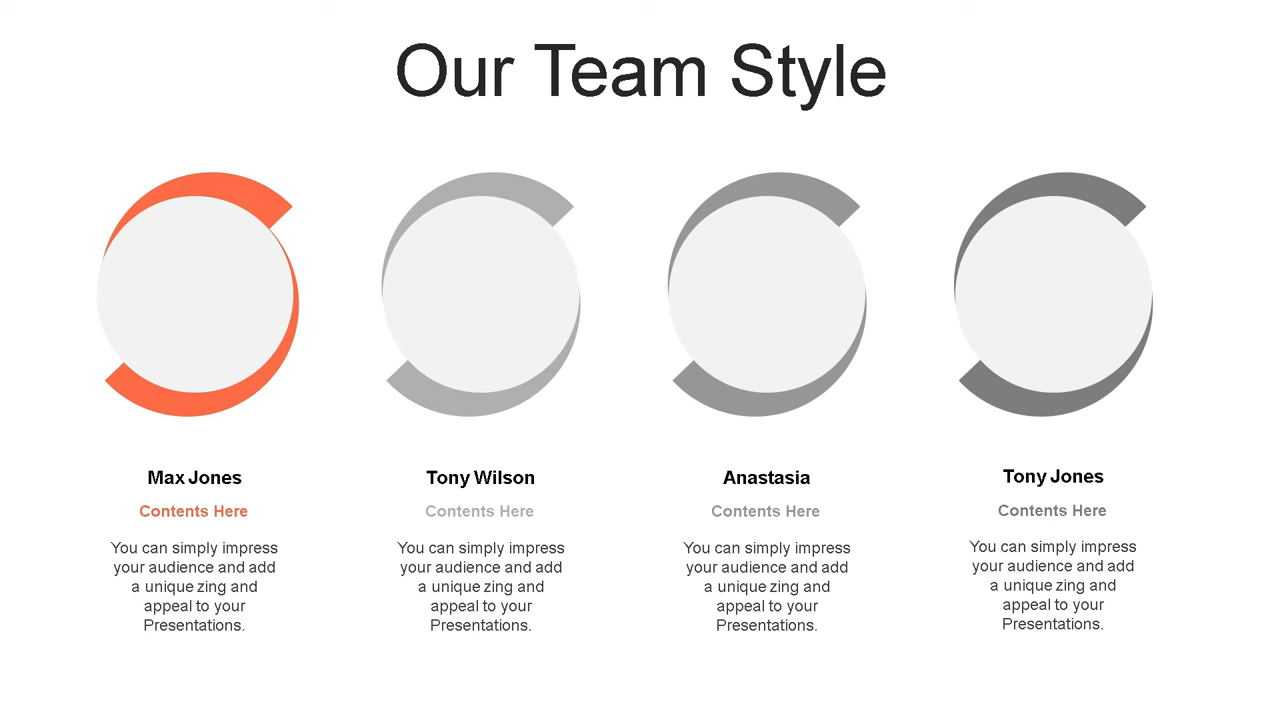 Our Team Style
Max Jones
Contents Here
You can simply impress
your audience and add
a unique zing and
appeal to your
Presentations.
Tony Wilson
Contents Here
You can simply impress
your audience and add
a unique zing and
appeal to your
Presentations.
Anastasia
Contents Here
You can simply impress
your audience and add
a unique zing and
appeal to your
Presentations.
Tony Jones
Contents Here
You can simply impress
your audience and add
a unique zing and
appeal to your
Presentations.